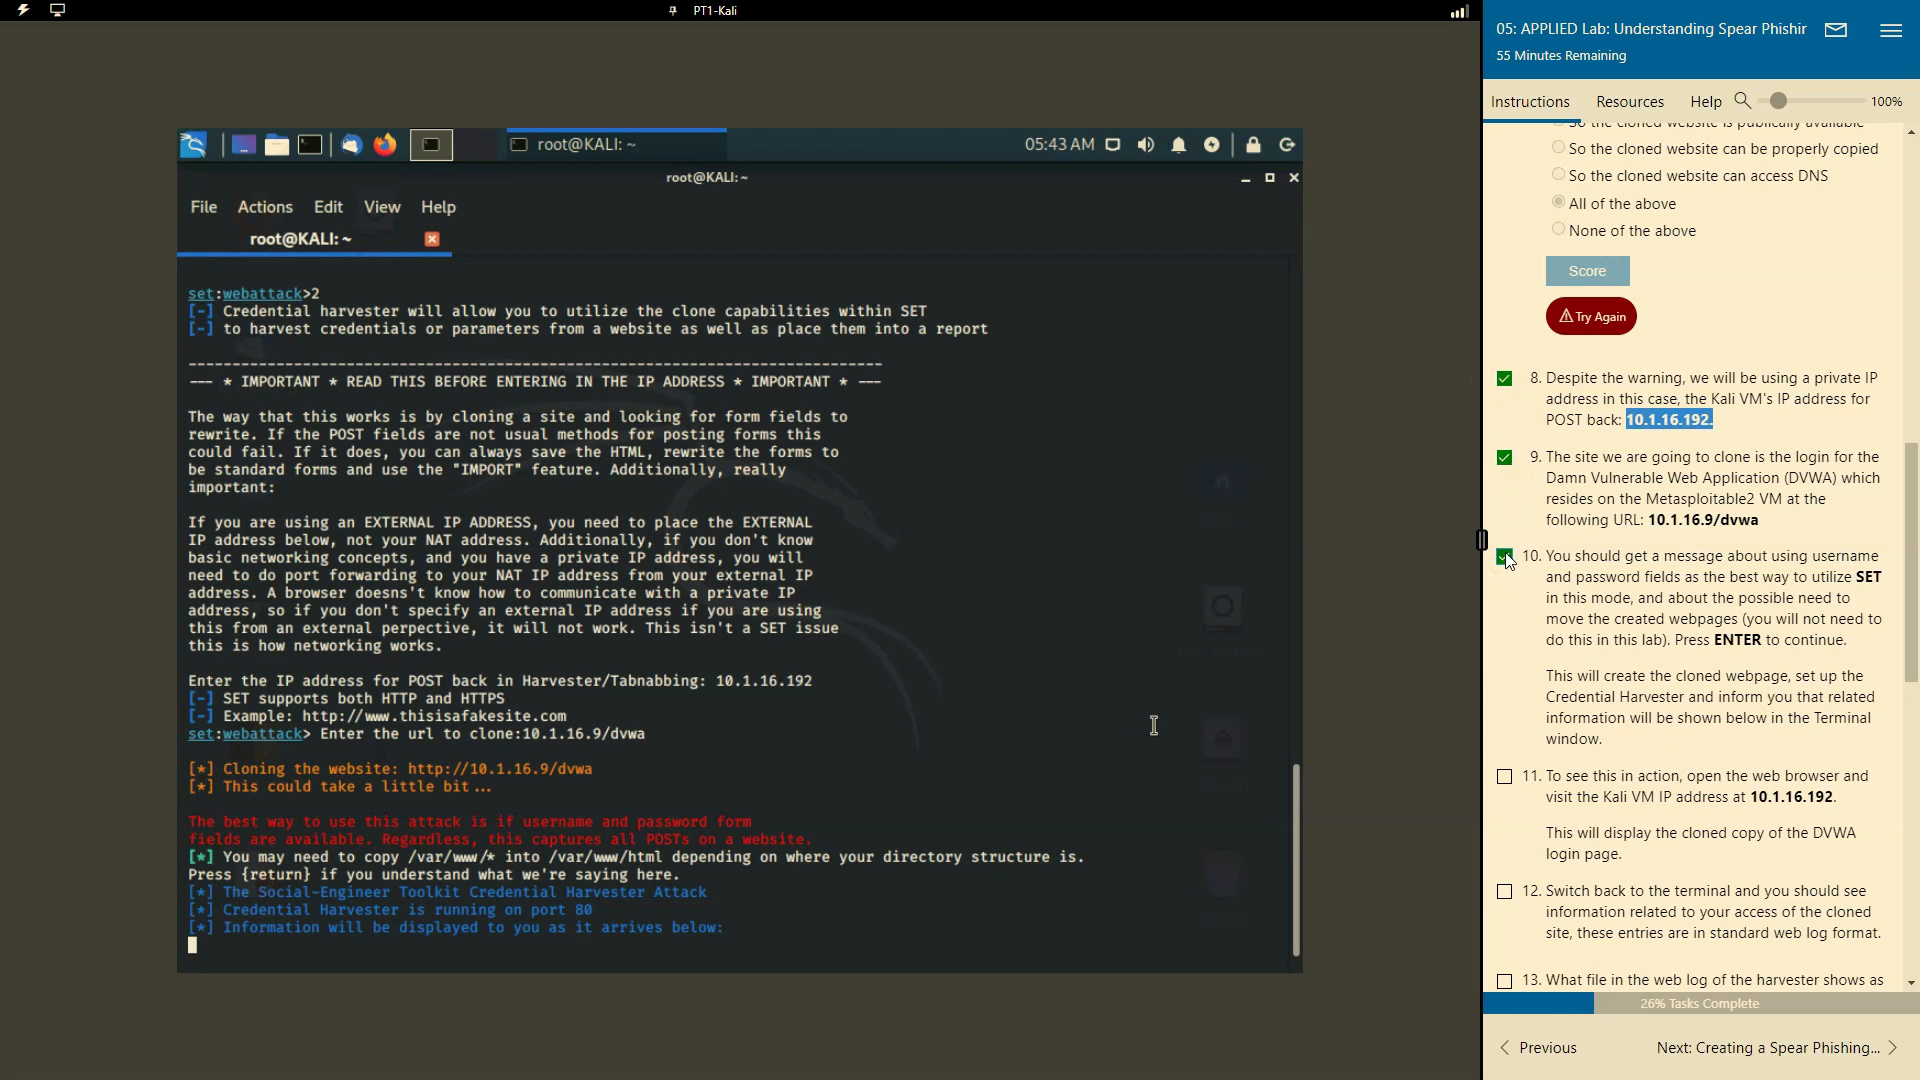 PT1-Kali
root@KALI: ~
05:43 AM
root@KALI: ~
File Actions Edit View Help
root@KALI: ~
set:webattack>2
[-] Credential harvester will allow you to utilize the clone capabilities within SET
[-] to harvest credentials or parameters from a website as well as place them into a report
-------------------------------------------------------------------------------
--- * IMPORTANT * READ THIS BEFORE ENTERING IN THE IP ADDRESS * IMPORTANT * ---
The way that this works is by cloning a site and looking for form fields to
rewrite. If the POST fields are not usual methods for posting forms this
could fail. If it does, you can always save the HTML, rewrite the forms to
be standard forms and use the "IMPORT" feature. Additionally, really
important:
If you are using an EXTERNAL IP ADDRESS, you need to place the EXTERNAL
IP address below, not your NAT address. Additionally, if you don't know
basic networking concepts, and you have a private IP address, you will
need to do port forwarding to your NAT IP address from your external IP
address. A browser doesns't know how to communicate with a private IP
address, so if you don't specify an external IP address if you are using
this from an external perpective, it will not work. This isn't a SET issue
this is how networking works.
Enter the IP address for POST back in Harvester/Tabnabbing: 10.1.16.192
[-] SET supports both HTTP and HTTPS
[-] Example: http://www.thisisafakesite.com
set:webattack> Enter the url to clone:10.1.16.9/dvwa
[*] Cloning the website: http://10.1.16.9/dvwa
[*] This could take a little bit...
The best way to use this attack is if username and password form
fields are available. Regardless, this captures all POSTs on a website.
[*] You may need to copy /var/www/* into /var/www/html depending on where your directory structure is.
Press {return} if you understand what we're saying here.
[*] The Social-Engineer Toolkit Credential Harvester Attack
[*] Credential Harvester is running on port 80
[*] Information will be displayed to you as it arrives below:
05: APPLIED Lab: Understanding Spear Phishir
55 Minutes Remaining
Instructions Resources Help 100%
So the cloned website is publically available
So the cloned website can be properly copied
So the cloned website can access DNS
All of the above
None of the above
Score
Try Again
8. Despite the warning, we will be using a private IP
address in this case, the Kali VM's IP address for
POST back: 10.1.16.192.
9. The site we are going to clone is the login for the
Damn Vulnerable Web Application (DVWA) which
resides on the Metasploitable2 VM at the
following URL: 10.1.16.9/dvwa
10. You should get a message about using username
and password fields as the best way to utilize SET
in this mode, and about the possible need to
move the created webpages (you will not need to
do this in this lab). Press ENTER to continue.
This will create the cloned webpage, set up the
Credential Harvester and inform you that related
information will be shown below in the Terminal
window.
11. To see this in action, open the web browser and
visit the Kali VM IP address at 10.1.16.192.
This will display the cloned copy of the DVWA
login page.
12. Switch back to the terminal and you should see
information related to your access of the cloned
site, these entries are in standard web log format.
13. What file in the web log of the harvester shows as
26% Tasks Complete
Previous
Next: Creating a Spear Phishing...